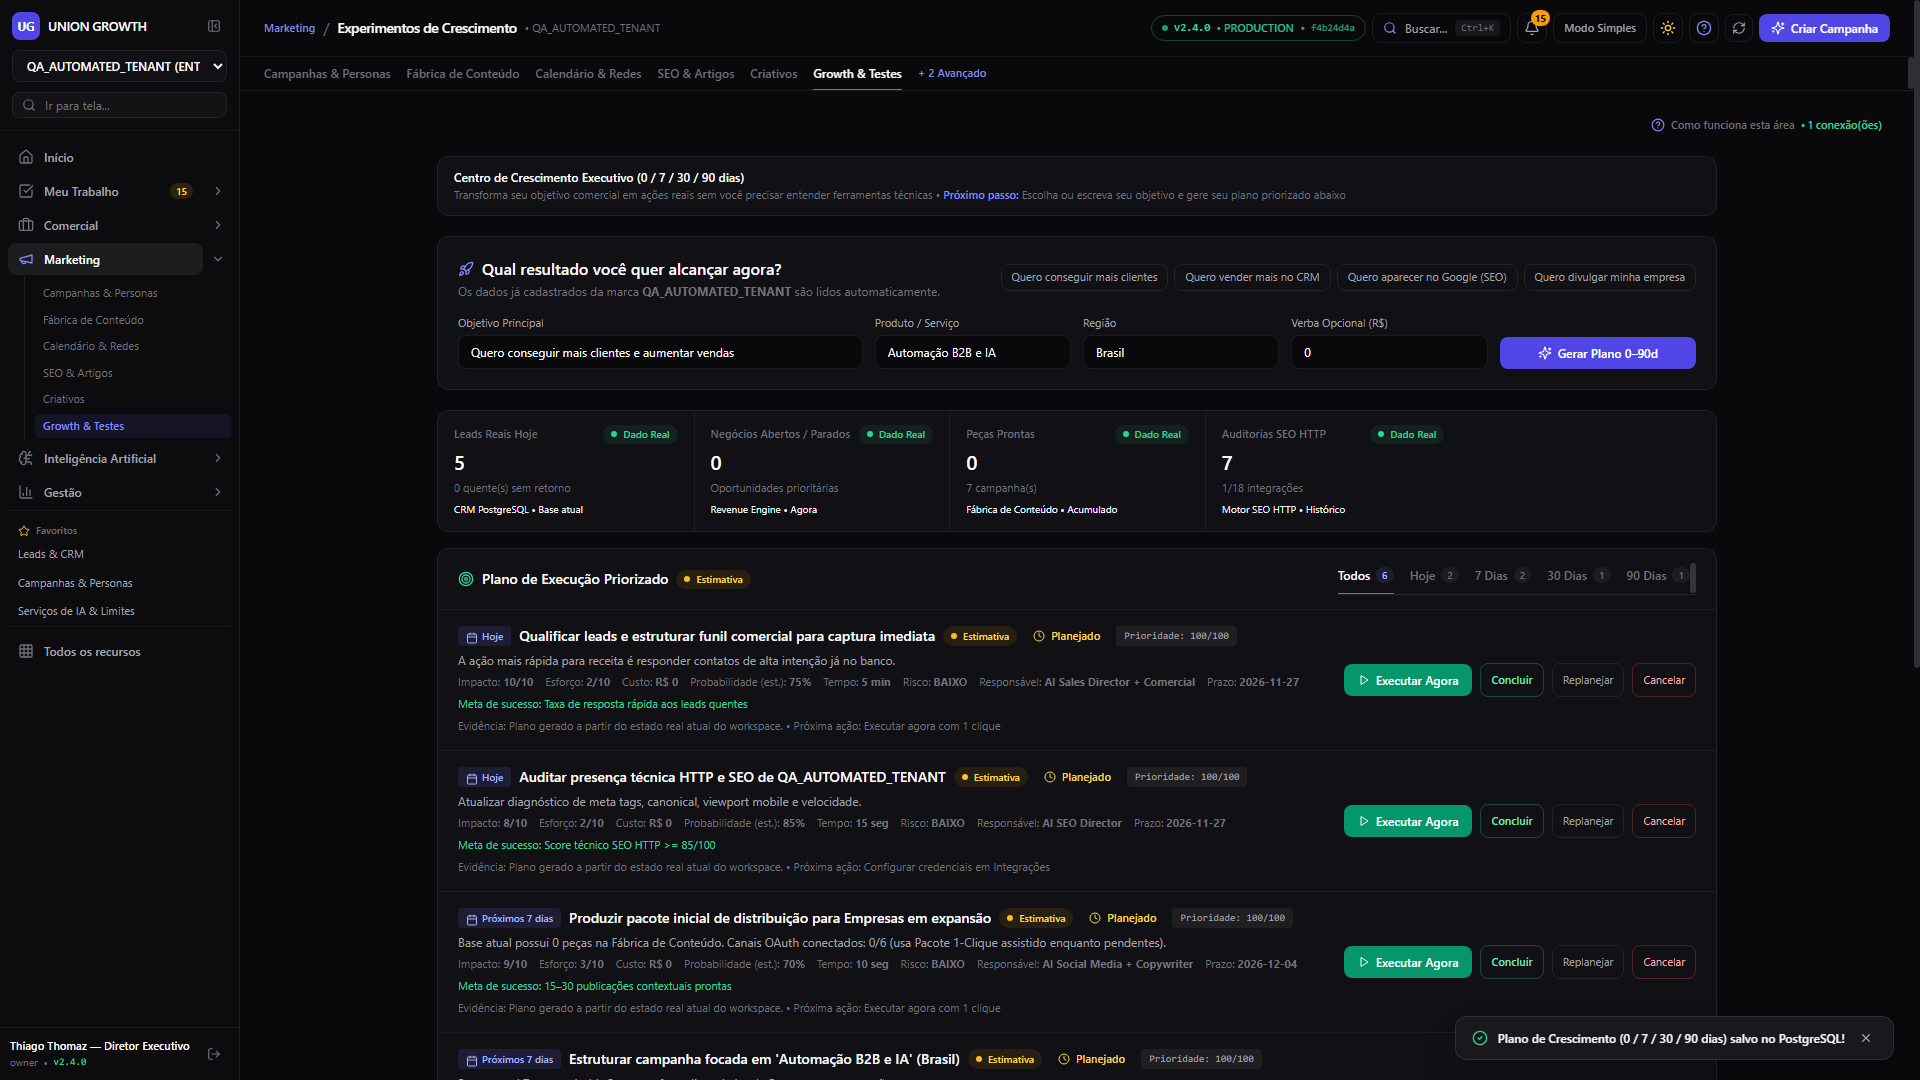 UG UNION GROWTH
QA_AUTOMATED_TENANT (ENT
Ir para tela...
Início
Meu Trabalho 15
Comercial
Marketing
Campanhas & Personas
Fábrica de Conteúdo
Calendário & Redes
SEO & Artigos
Criativos
Growth & Testes
Inteligência Artificial
Gestão
Favoritos
Leads & CRM
Campanhas & Personas
Serviços de IA & Limites
Todos os recursos
Thiago Thomaz — Diretor Executivo
owner • v2.4.0
Marketing / Experimentos de Crescimento • QA_AUTOMATED_TENANT
v2.4.0 • PRODUCTION • f4b24d4a
Buscar... Ctrl+K
15
Modo Simples
Criar Campanha
Campanhas & Personas Fábrica de Conteúdo Calendário & Redes SEO & Artigos Criativos Growth & Testes + 2 Avançado
Como funciona esta área • 1 conexão(ões)
Centro de Crescimento Executivo (0 / 7 / 30 / 90 dias)
Transforma seu objetivo comercial em ações reais sem você precisar entender ferramentas técnicas • Próximo passo: Escolha ou escreva seu objetivo e gere seu plano priorizado abaixo
Qual resultado você quer alcançar agora?
Os dados já cadastrados da marca QA_AUTOMATED_TENANT são lidos automaticamente.
Quero conseguir mais clientes Quero vender mais no CRM Quero aparecer no Google (SEO) Quero divulgar minha empresa
Objetivo Principal Produto / Serviço Região Verba Opcional (R$)
Quero conseguir mais clientes e aumentar vendas Automação B2B e IA Brasil 0 Gerar Plano 0–90d
Leads Reais Hoje Dado Real
5
0 quente(s) sem retorno
CRM PostgreSQL • Base atual
Negócios Abertos / Parados Dado Real
0
Oportunidades prioritárias
Revenue Engine • Agora
Peças Prontas Dado Real
0
7 campanha(s)
Fábrica de Conteúdo • Acumulado
Auditorias SEO HTTP Dado Real
7
1/18 integrações
Motor SEO HTTP • Histórico
Plano de Execução Priorizado Estimativa
Todos 6 Hoje 2 7 Dias 2 30 Dias 1 90 Dias 1
Hoje Qualificar leads e estruturar funil comercial para captura imediata Estimativa Planejado Prioridade: 100/100
A ação mais rápida para receita é responder contatos de alta intenção já no banco.
Impacto: 10/10 Esforço: 2/10 Custo: R$ 0 Probabilidade (est.): 75% Tempo: 5 min Risco: BAIXO Responsável: AI Sales Director + Comercial Prazo: 2026-11-27
Meta de sucesso: Taxa de resposta rápida aos leads quentes
Evidência: Plano gerado a partir do estado real atual do workspace. • Próxima ação: Executar agora com 1 clique
Executar Agora Concluir Replanejar Cancelar
Hoje Auditar presença técnica HTTP e SEO de QA_AUTOMATED_TENANT Estimativa Planejado Prioridade: 100/100
Atualizar diagnóstico de meta tags, canonical, viewport mobile e velocidade.
Impacto: 8/10 Esforço: 2/10 Custo: R$ 0 Probabilidade (est.): 85% Tempo: 15 seg Risco: BAIXO Responsável: AI SEO Director Prazo: 2026-11-27
Meta de sucesso: Score técnico SEO HTTP >= 85/100
Evidência: Plano gerado a partir do estado real atual do workspace. • Próxima ação: Configurar credenciais em Integrações
Executar Agora Concluir Replanejar Cancelar
Próximos 7 dias Produzir pacote inicial de distribuição para Empresas em expansão Estimativa Planejado Prioridade: 100/100
Base atual possui 0 peças na Fábrica de Conteúdo. Canais OAuth conectados: 0/6 (usa Pacote 1-Clique assistido enquanto pendentes).
Impacto: 9/10 Esforço: 3/10 Custo: R$ 0 Probabilidade (est.): 70% Tempo: 10 seg Risco: BAIXO Responsável: AI Social Media + Copywriter Prazo: 2026-12-04
Meta de sucesso: 15–30 publicações contextuais prontas
Evidência: Plano gerado a partir do estado real atual do workspace. • Próxima ação: Executar agora com 1 clique
Executar Agora Concluir Replanejar Cancelar
Próximos 7 dias Estruturar campanha focada em 'Automação B2B e IA' (Brasil) Estimativa Planejado Prioridade: 100/100
Plano de Crescimento (0 / 7 / 30 / 90 dias) salvo no PostgreSQL!